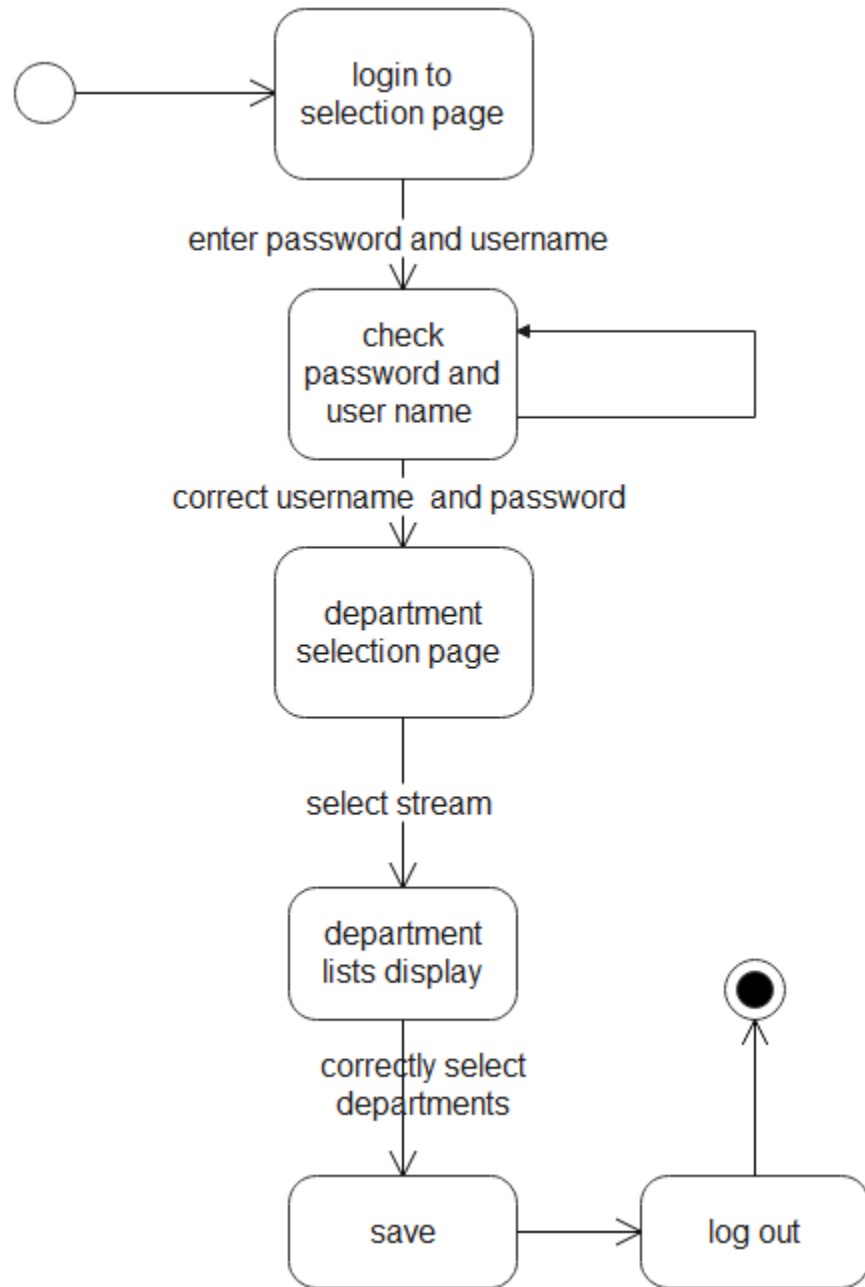 login to
selection page
enter password and username
check
password and
user name
correct username  and password
department
selection page
select stream
department
lists display
correctly select
departments
save
log out